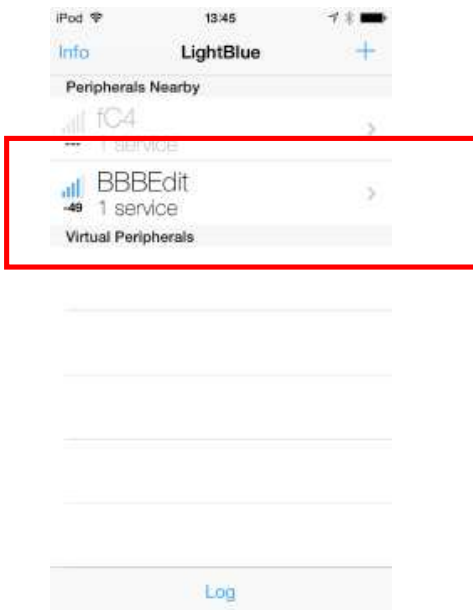 iPod 13:45
Info LightBlue +
Peripherals Nearby
fC4
--- 1 service
BBBEdit
-49 1 service
Virtual Peripherals
Log